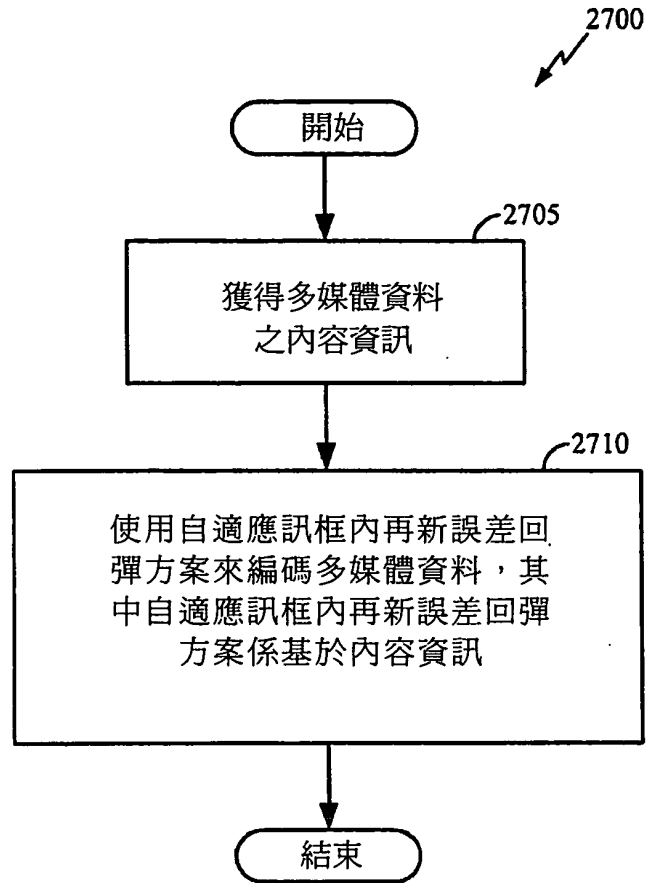 2700
開始
2705
獲得多媒體資料
之內容資訊
2710
使用自適應訊框內再新誤差回
彈方案來編碼多媒體資料，其
中自適應訊框內再新誤差回彈
方案係基於內容資訊
結束